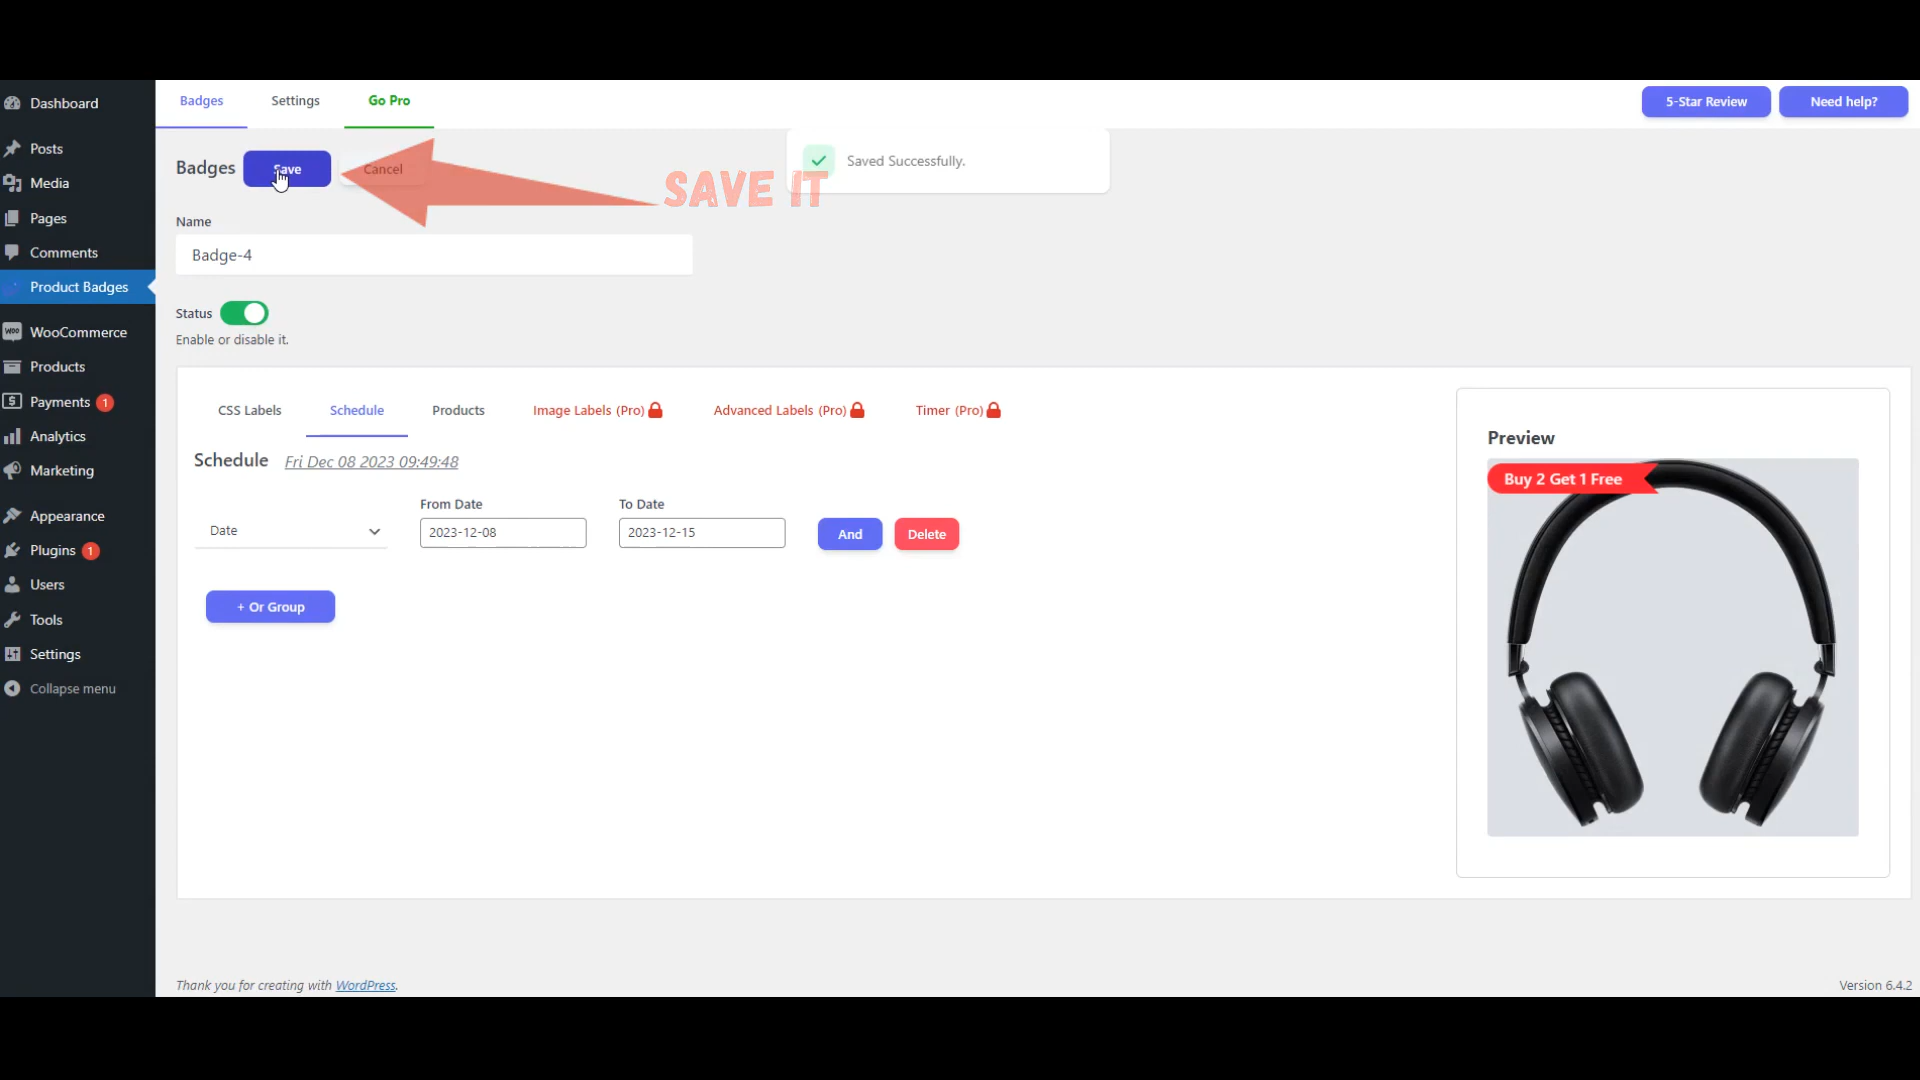 Dashboard
Posts
Media
Pages
Comments
Product Badges
WooCommerce
Products
Payments 1
Analytics
Marketing
Appearance
Plugins 1
Users
Tools
Settings
Collapse menu
Badges Settings Go Pro
5-Star Review Need help?
Badges Save Cancel
SAVE IT
Saved Successfully.
Name
Badge-4
Status
Enable or disable it.
CSS Labels Schedule Products Image Labels (Pro) Advanced Labels (Pro) Timer (Pro)
Schedule Fri Dec 08 2023 09:49:48
From Date To Date
Date 2023-12-08 2023-12-15 And Delete
+ Or Group
Preview
Buy 2 Get 1 Free
Thank you for creating with WordPress.
Version 6.4.2